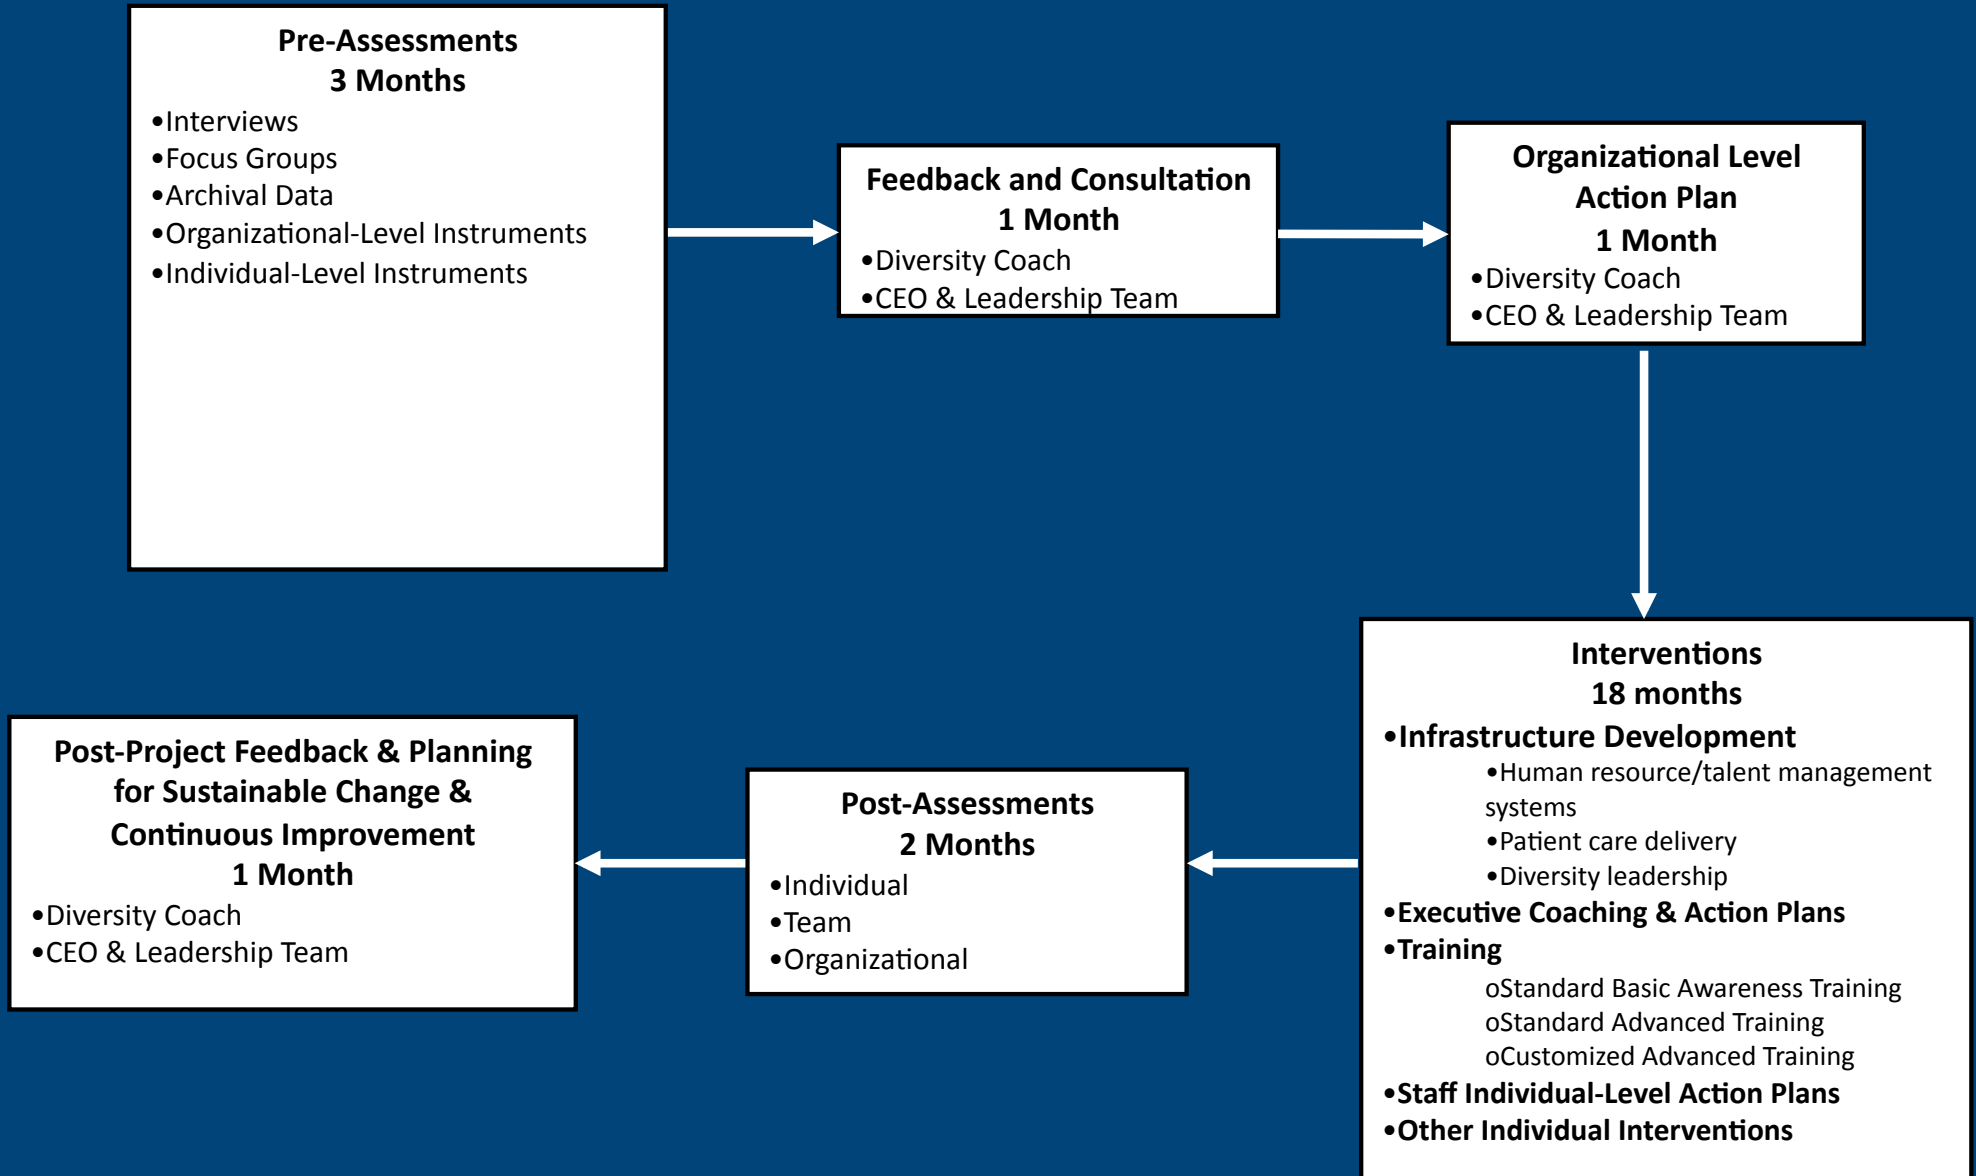 Pre-Assessments
3 Months
•Interviews
•Focus Groups
•Archival Data
•Organizational-Level Instruments
•Individual-Level Instruments
Feedback and Consultation
1 Month
•Diversity Coach
•CEO & Leadership Team
Organizational Level
Action Plan
1 Month
•Diversity Coach
•CEO & Leadership Team
Interventions
18 months
•Infrastructure Development
•Human resource/talent management
systems
•Patient care delivery
•Diversity leadership
•Executive Coaching & Action Plans
•Training
oStandard Basic Awareness Training
oStandard Advanced Training
oCustomized Advanced Training
•Staff Individual-Level Action Plans
•Other Individual Interventions
Post-Assessments
2 Months
•Individual
•Team
•Organizational
Post-Project Feedback & Planning
for Sustainable Change &
Continuous Improvement
1 Month
•Diversity Coach
•CEO & Leadership Team